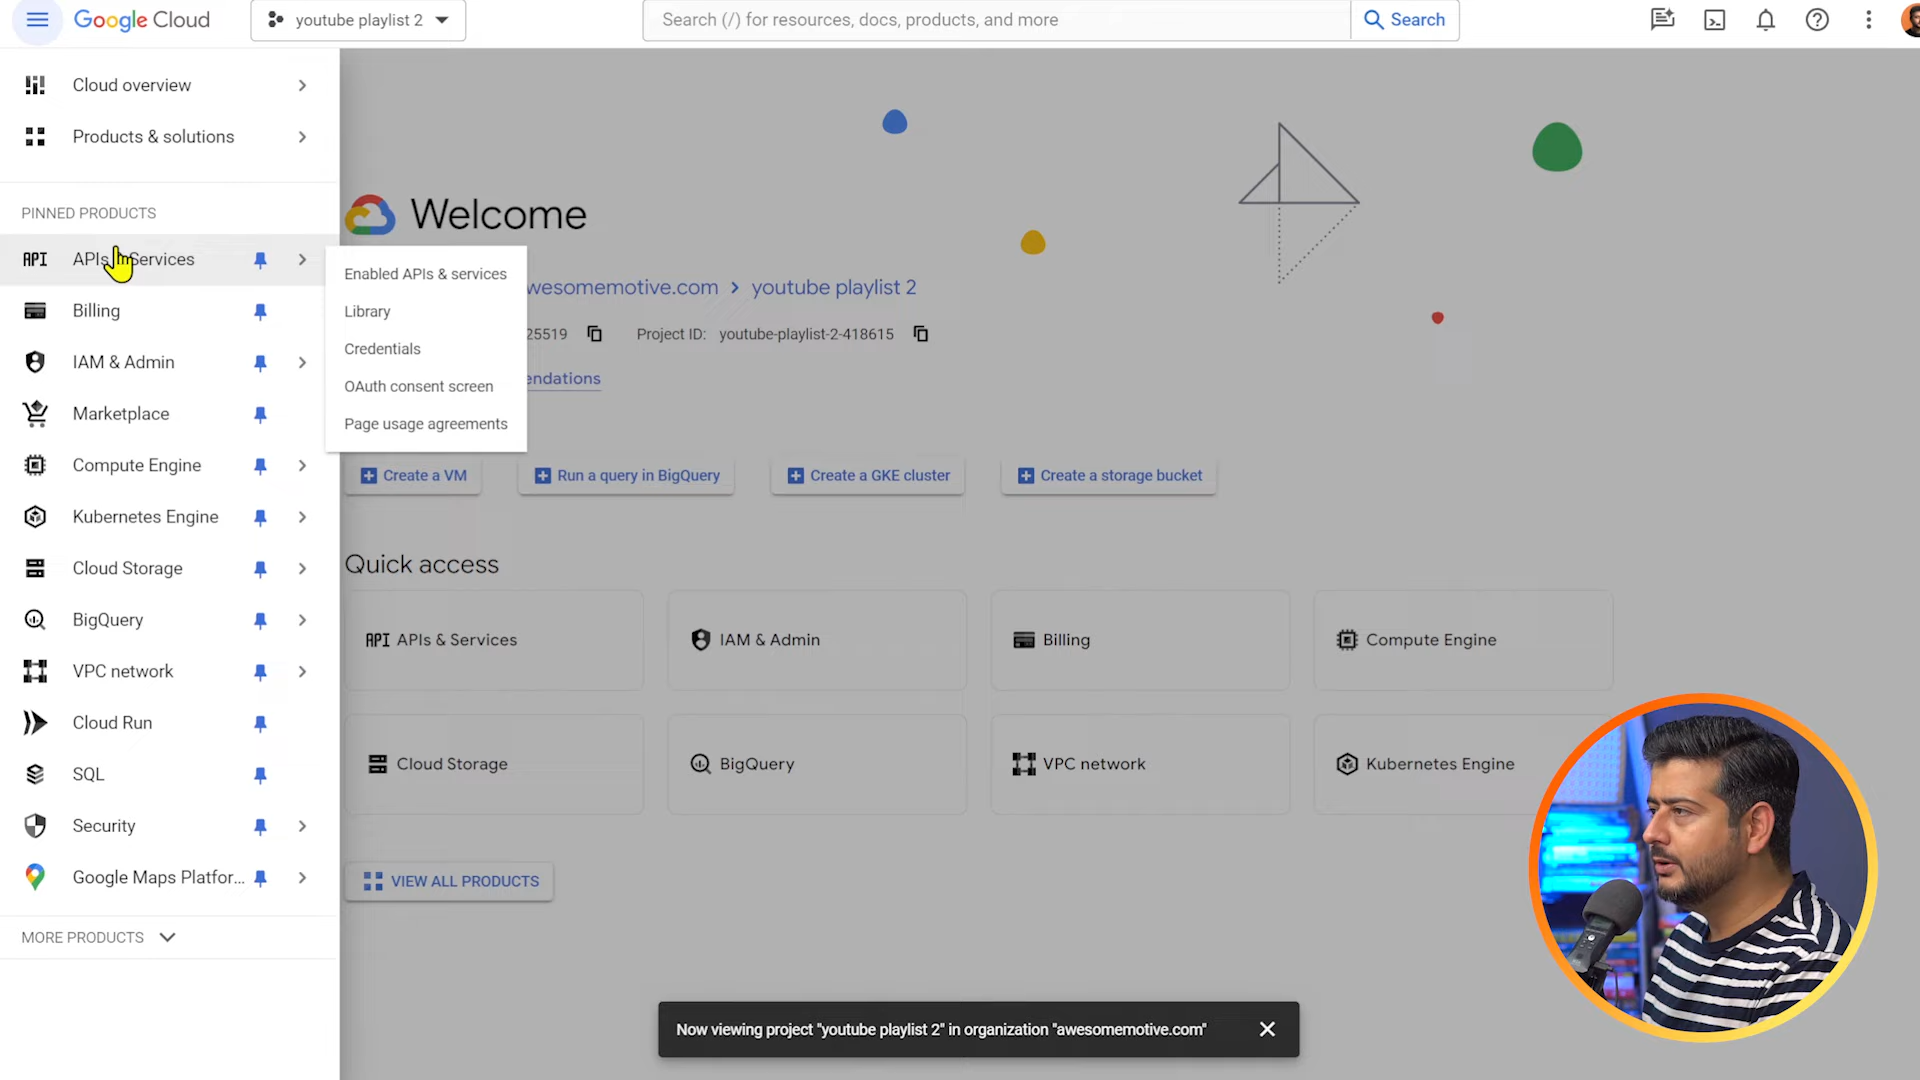 Google Cloud
youtube playlist 2
Search (/) for resources, docs, products, and more
Search
Cloud overview
Products & solutions
PINNED PRODUCTS
API APIs Services
Billing
IAM & Admin
Marketplace
Compute Engine
Kubernetes Engine
Cloud Storage
BigQuery
VPC network
Cloud Run
SQL
Security
Google Maps Platfor...
MORE PRODUCTS
Enabled APIs & services
Library
Credentials
OAuth consent screen
Page usage agreements
Welcome
wesomemotive.com > youtube playlist 2
25519 Project ID: youtube-playlist-2-418615
endations
Create a VM
Run a query in BigQuery
Create a GKE cluster
Create a storage bucket
Quick access
API APIs & Services
IAM & Admin
Billing
Compute Engine
Cloud Storage
BigQuery
VPC network
Kubernetes Engine
VIEW ALL PRODUCTS
Now viewing project "youtube playlist 2" in organization "awesomemotive.com"